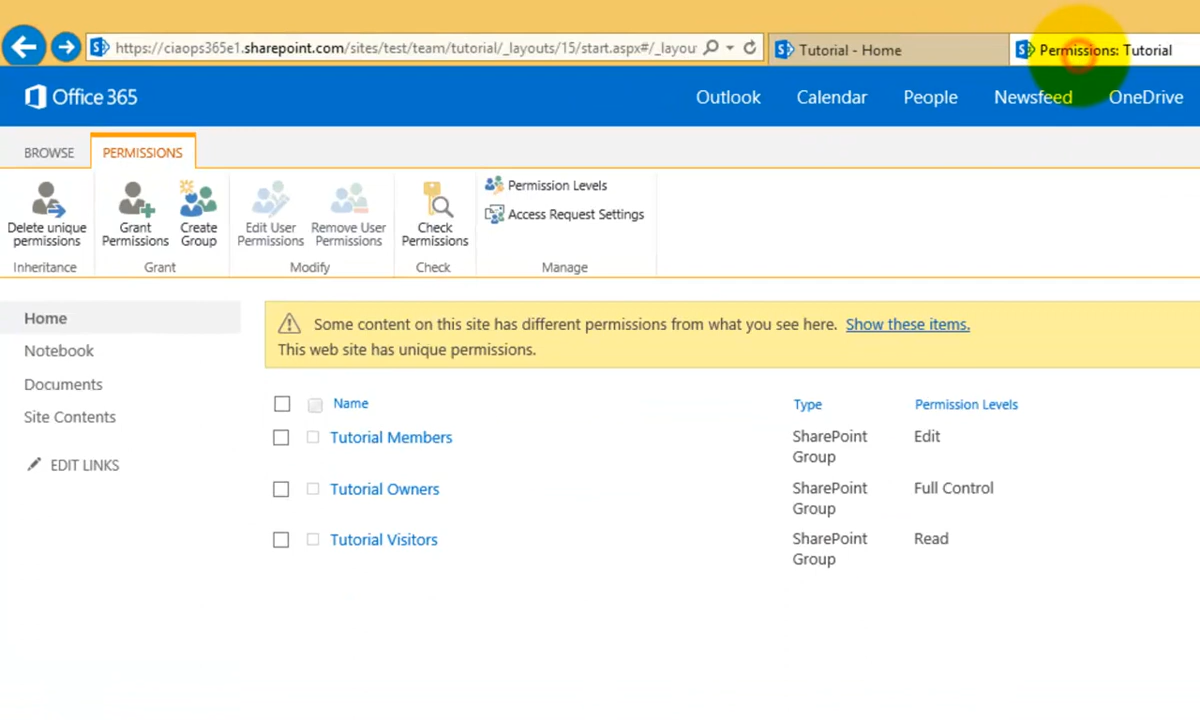 https://ciaops365e1.sharepoint.com/sites/test/team/tutorial/_layouts/15/start.aspx#/_layou
Tutorial - Home
Permissions: Tutorial
Office 365
Outlook
Calendar
People
Newsfeed
OneDrive
BROWSE
PERMISSIONS
Delete unique
permissions
Grant
Permissions
Create
Group
Edit User
Permissions
Remove User
Permissions
Check
Permissions
Permission Levels
Access Request Settings
Inheritance
Grant
Modify
Check
Manage
Home
Notebook
Documents
Site Contents
EDIT LINKS
Some content on this site has different permissions from what you see here. Show these items.
This web site has unique permissions.
Name
Type
Permission Levels
Tutorial Members
SharePoint
Group
Edit
Tutorial Owners
SharePoint
Group
Full Control
Tutorial Visitors
SharePoint
Group
Read